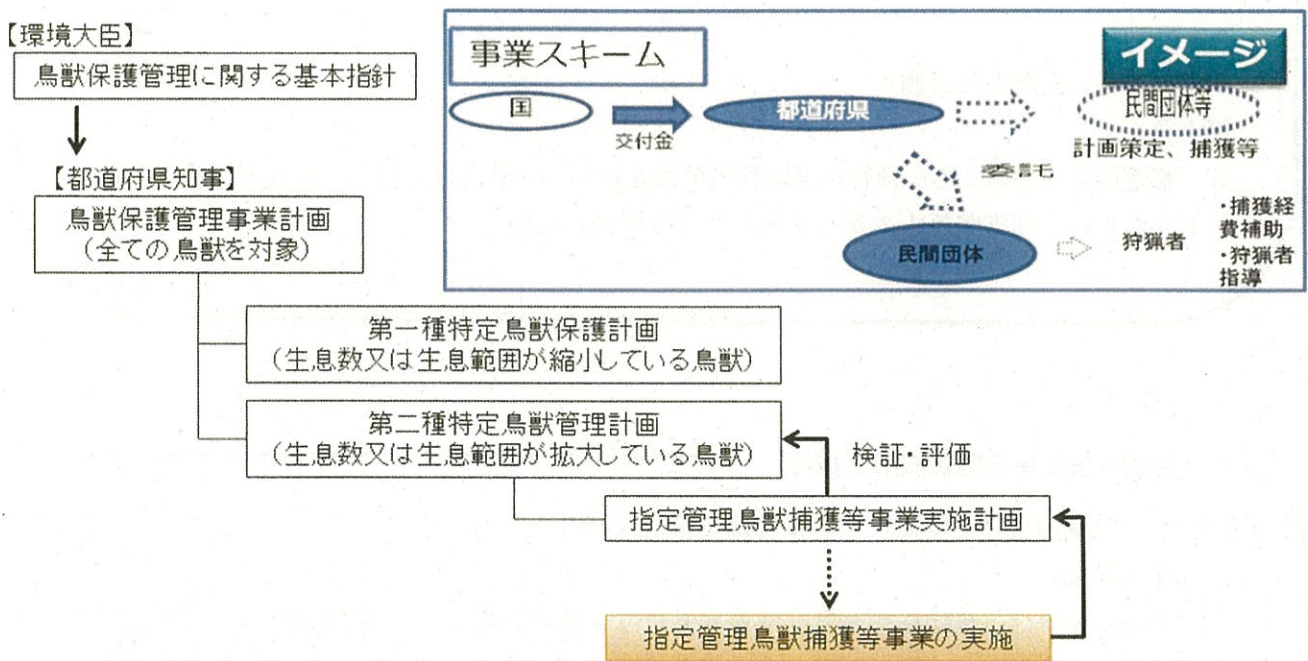 【環境大臣】
鳥獣保護管理に関する基本指針
【都道府県知事】
鳥獣保護管理事業計画
（全ての鳥獣を対象）
第一種特定鳥獣保護計画
（生息数又は生息範囲が縮小している鳥獣）
第二種特定鳥獣管理計画
（生息数又は生息範囲が拡大している鳥獣）
検証・評価
指定管理鳥獣捕獲等事業実施計画
指定管理鳥獣捕獲等事業の実施
事業スキーム
イメージ
国
交付金
都道府県
民間団体等
計画策定、捕獲等
委託
民間団体
狩猟者
・捕獲経
費補助
・狩猟者
指導